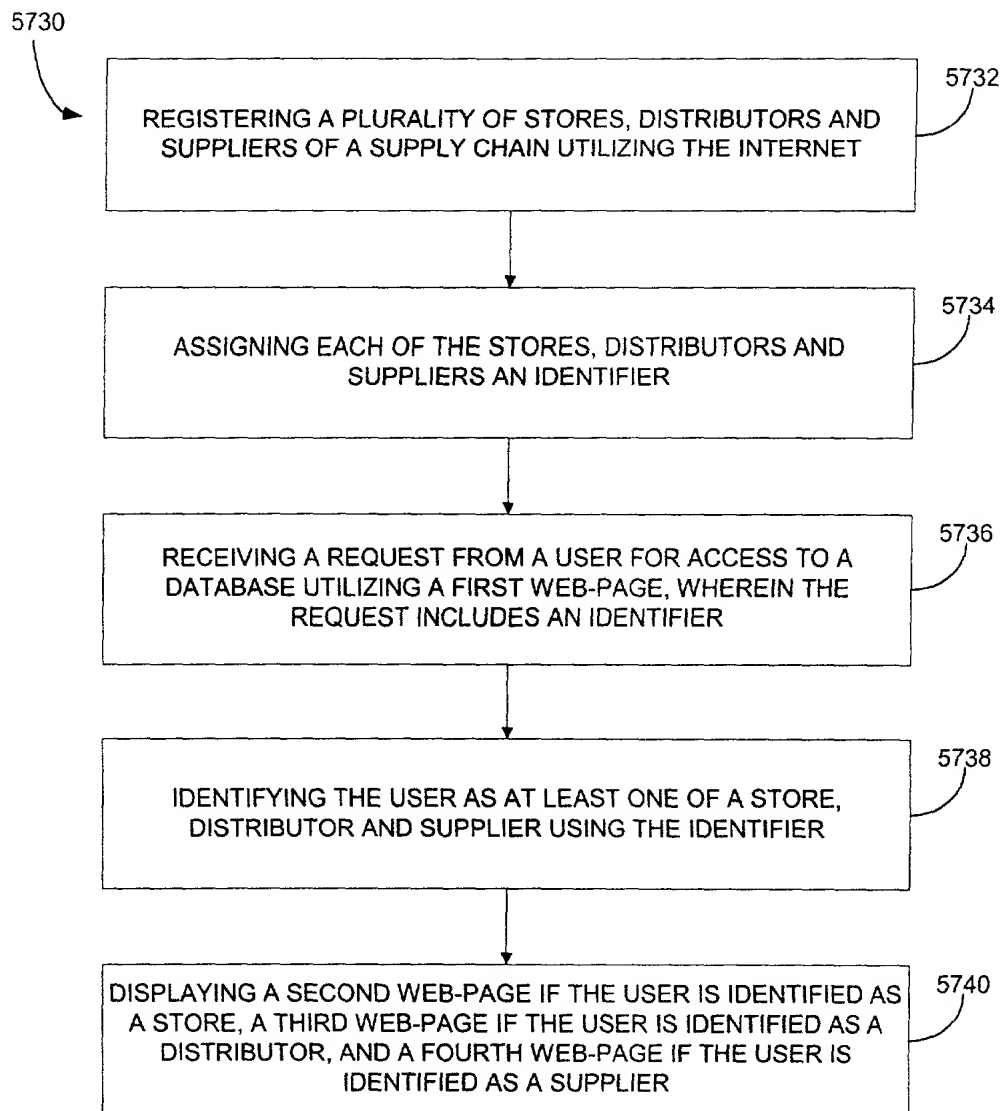 5730
5732
REGISTERING A PLURALITY OF STORES, DISTRIBUTORS AND
SUPPLIERS OF A SUPPLY CHAIN UTILIZING THE INTERNET
5734
ASSIGNING EACH OF THE STORES, DISTRIBUTORS AND
SUPPLIERS AN IDENTIFIER
5736
RECEIVING A REQUEST FROM A USER FOR ACCESS TO A
DATABASE UTILIZING A FIRST WEB-PAGE, WHEREIN THE
REQUEST INCLUDES AN IDENTIFIER
5738
IDENTIFYING THE USER AS AT LEAST ONE OF A STORE,
DISTRIBUTOR AND SUPPLIER USING THE IDENTIFIER
5740
DISPLAYING A SECOND WEB-PAGE IF THE USER IS IDENTIFIED AS
A STORE, A THIRD WEB-PAGE IF THE USER IS IDENTIFIED AS A
DISTRIBUTOR, AND A FOURTH WEB-PAGE IF THE USER IS
IDENTIFIED AS A SUPPLIER